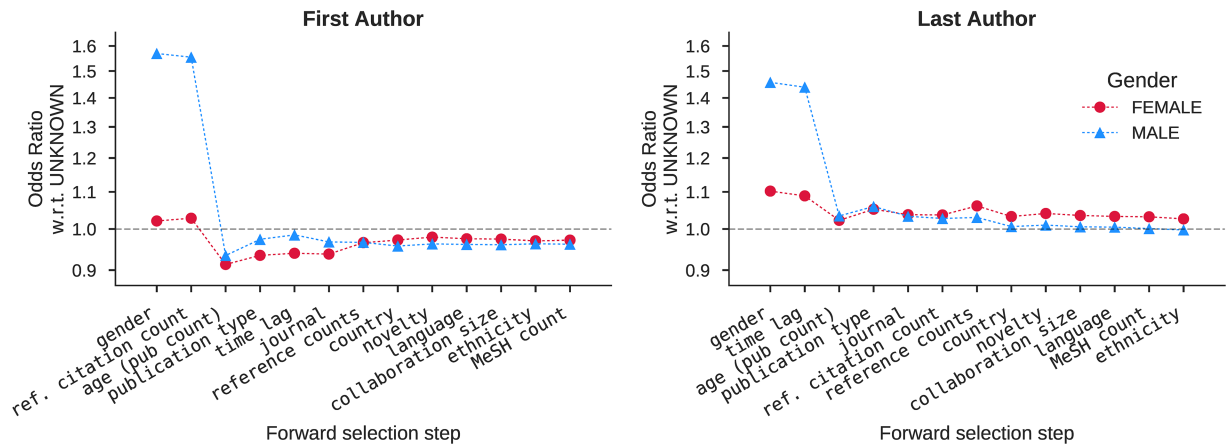 First Author
Odds Ratio
w.r.t. UNKNOWN
1.6
1.5
1.4
1.3
1.2
1.1
1.0
0.9
gender
ref. citation count
age (pub count)
publication type
time lag
journal
reference counts
country
novelty
language
collaboration size
ethnicity
MeSH count
Forward selection step
Last Author
Odds Ratio
w.r.t. UNKNOWN
1.6
1.5
1.4
1.3
1.2
1.1
1.0
0.9
Gender
FEMALE
MALE
gender
time lag
age (pub count)
publication type
journal
ref. citation count
reference counts
country
novelty
collaboration size
language
MeSH count
ethnicity
Forward selection step